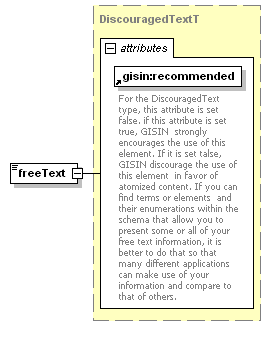 DiscouragedTextT
attributes
gisin:recommended
For the DiscouragedText
type, this attribute is set
false. if this attribute is set
true, GISIN strongly
encourages the use of this
element. If it is set talse,
GISIN discourage the use of
this element in favor of
atomized content. If you can
find terms or elements and
their enumerations within the
schema that allow you to
present some or all of your
free text information, it is
better to do that so that
many different applications
can make use of your
information and compare to
that of others.
freeText